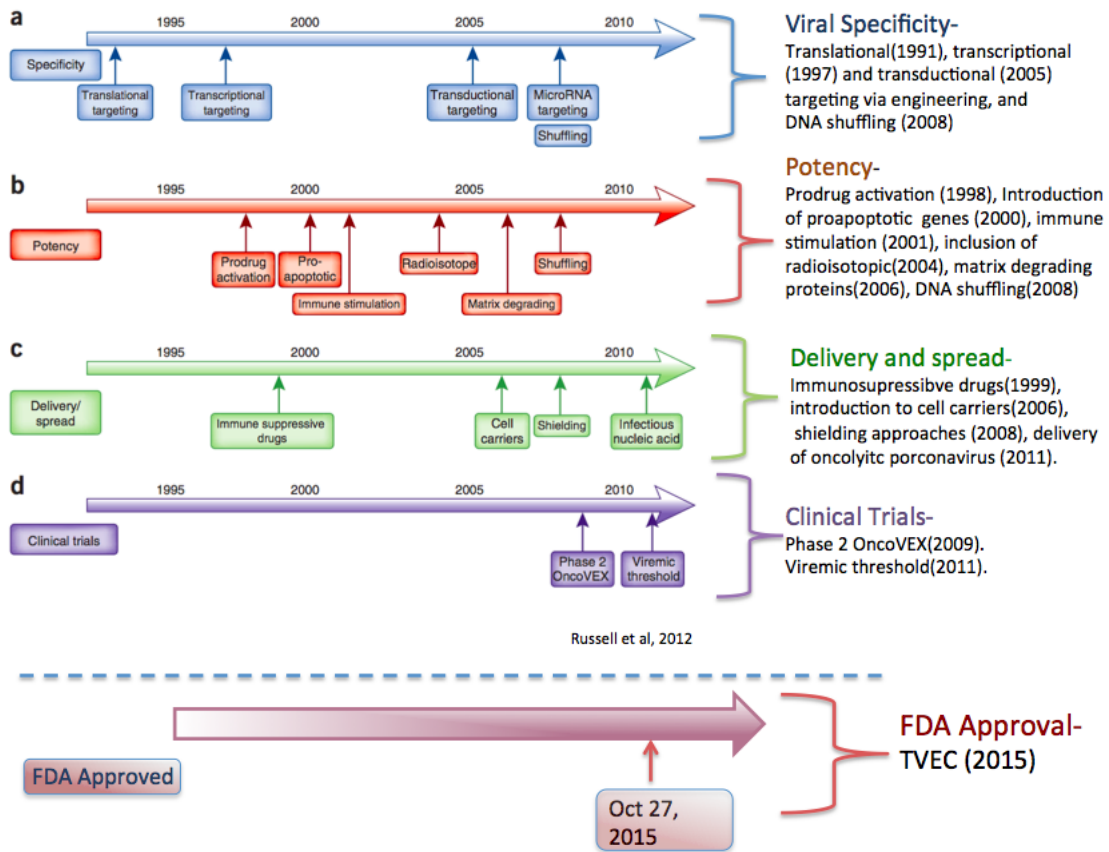 a
1995 2000 2005 2010
Specificity
Translational
targeting
Transcriptional
targeting
Transductional
targeting
MicroRNA
targeting
Shuffling
Viral Specificity-
Translational(1991), transcriptional
(1997) and transductional (2005)
targeting via engineering, and
DNA shuffling (2008)
b
1995 2000 2005 2010
Potency
Prodrug
activation
Pro-
apoptotic
Immune stimulation
Radioisotope
Matrix degrading
Shuffling
Potency-
Prodrug activation (1998), Introduction
of proapoptotic genes (2000), immune
stimulation (2001), inclusion of
radioisotopic(2004), matrix degrading
proteins(2006), DNA shuffling(2008)
c
1995 2000 2005 2010
Delivery/
spread
Immune suppressive
drugs
Cell
carriers
Shielding
Infectious
nucleic acid
Delivery and spread-
Immunosupressibve drugs(1999),
introduction to cell carriers(2006),
shielding approaches (2008), delivery
of oncolyitc porconavirus (2011).
d
1995 2000 2005 2010
Clinical trials
Phase 2
OncoVEX
Viremic
threshold
Clinical Trials-
Phase 2 OncoVEX(2009).
Viremic threshold(2011).
Russell et al, 2012
FDA Approved
Oct 27,
2015
FDA Approval-
TVEC (2015)